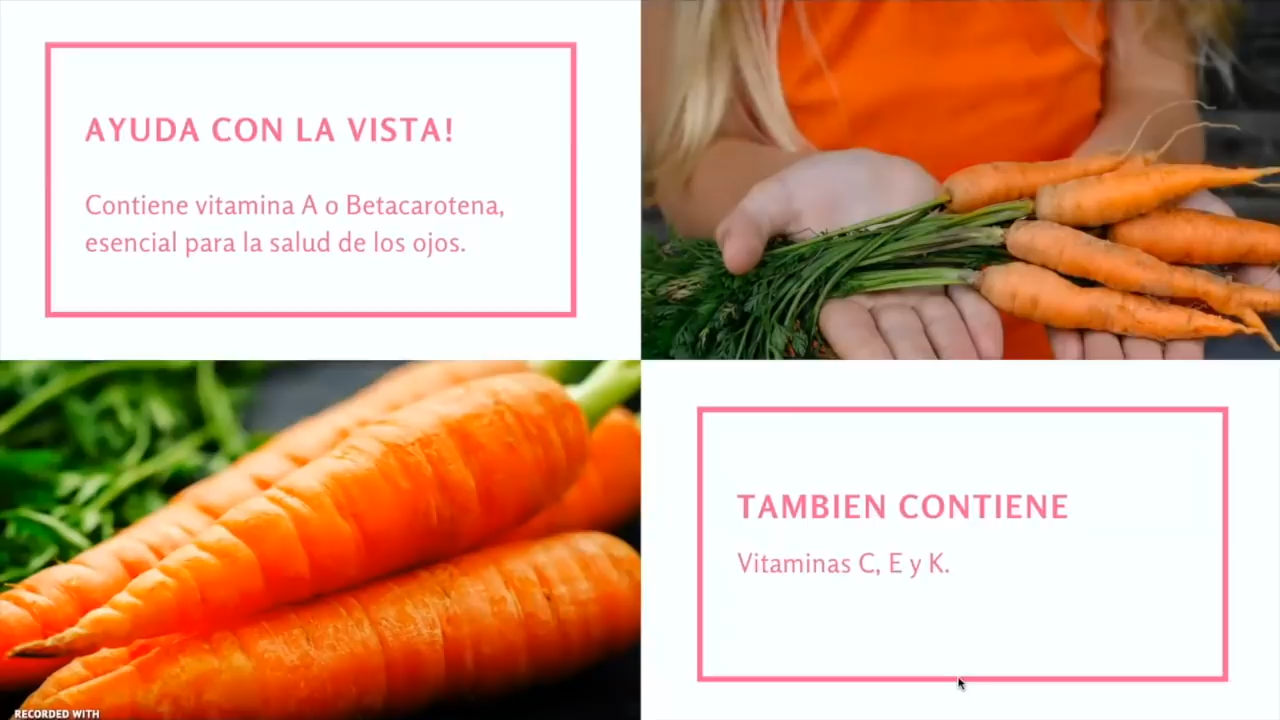 AYUDA CON LA VISTA!
Contiene vitamina A o Betacarotena,
esencial para la salud de los ojos.
TAMBIEN CONTIENE
Vitaminas C, E y K.
RECORDED WITH